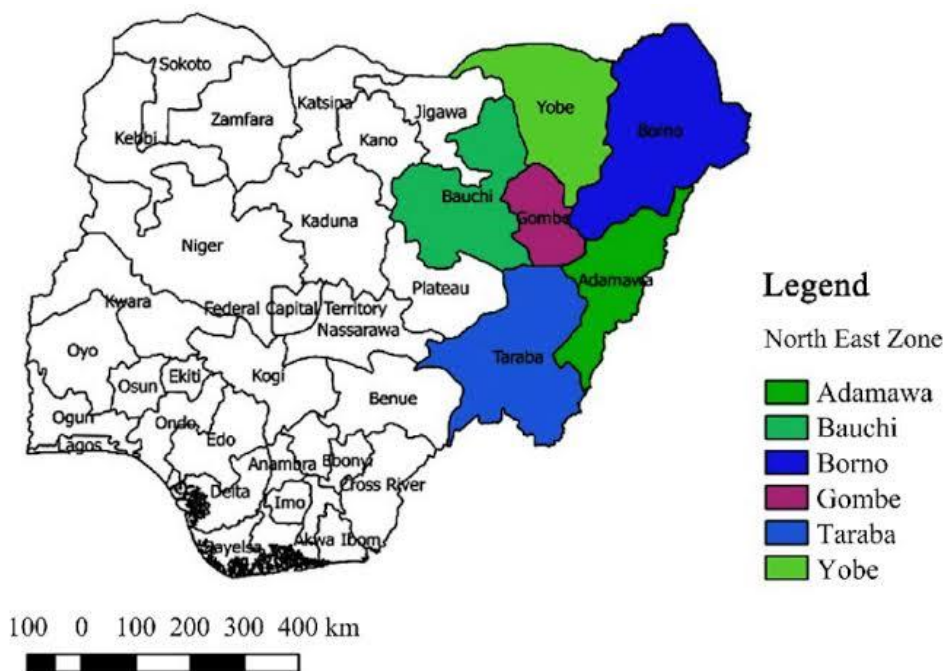 Sokoto
Katsina
Jigawa
Yobe
Borno
Kebbi
Zamfara
Kano
Bauchi
Gombe
Kaduna
Niger
Adamawa
Plateau
Kwara
Federal Capital Territory
Nassarawa
Taraba
Oyo
Kogi
Ekiti
Osun
Benue
Ogun
Ondo
Edo
Lagos
Anambra
Ebonyi
Cross River
Delta
Imo
Akwa Ibom
Bayelsa
Legend
North East Zone
Adamawa
Bauchi
Borno
Gombe
Taraba
Yobe
100 0 100 200 300 400 km